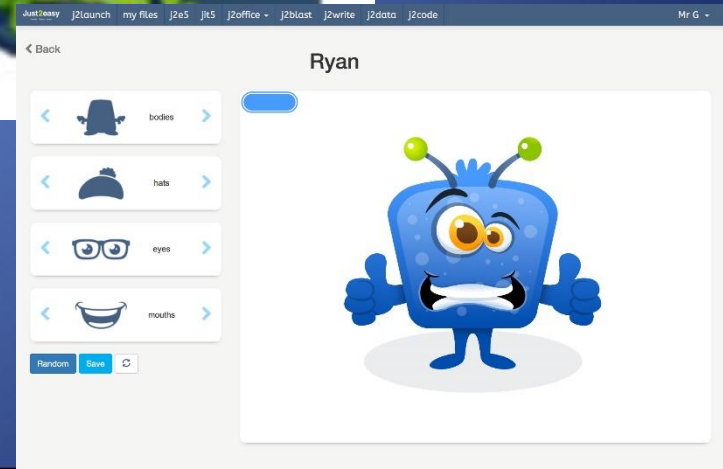 Just2easy j2launch my files j2e5 jit5 j2office j2blast j2write j2data j2code Mr G
Back
Ryan
bodies
hats
eyes
mouths
Random Save